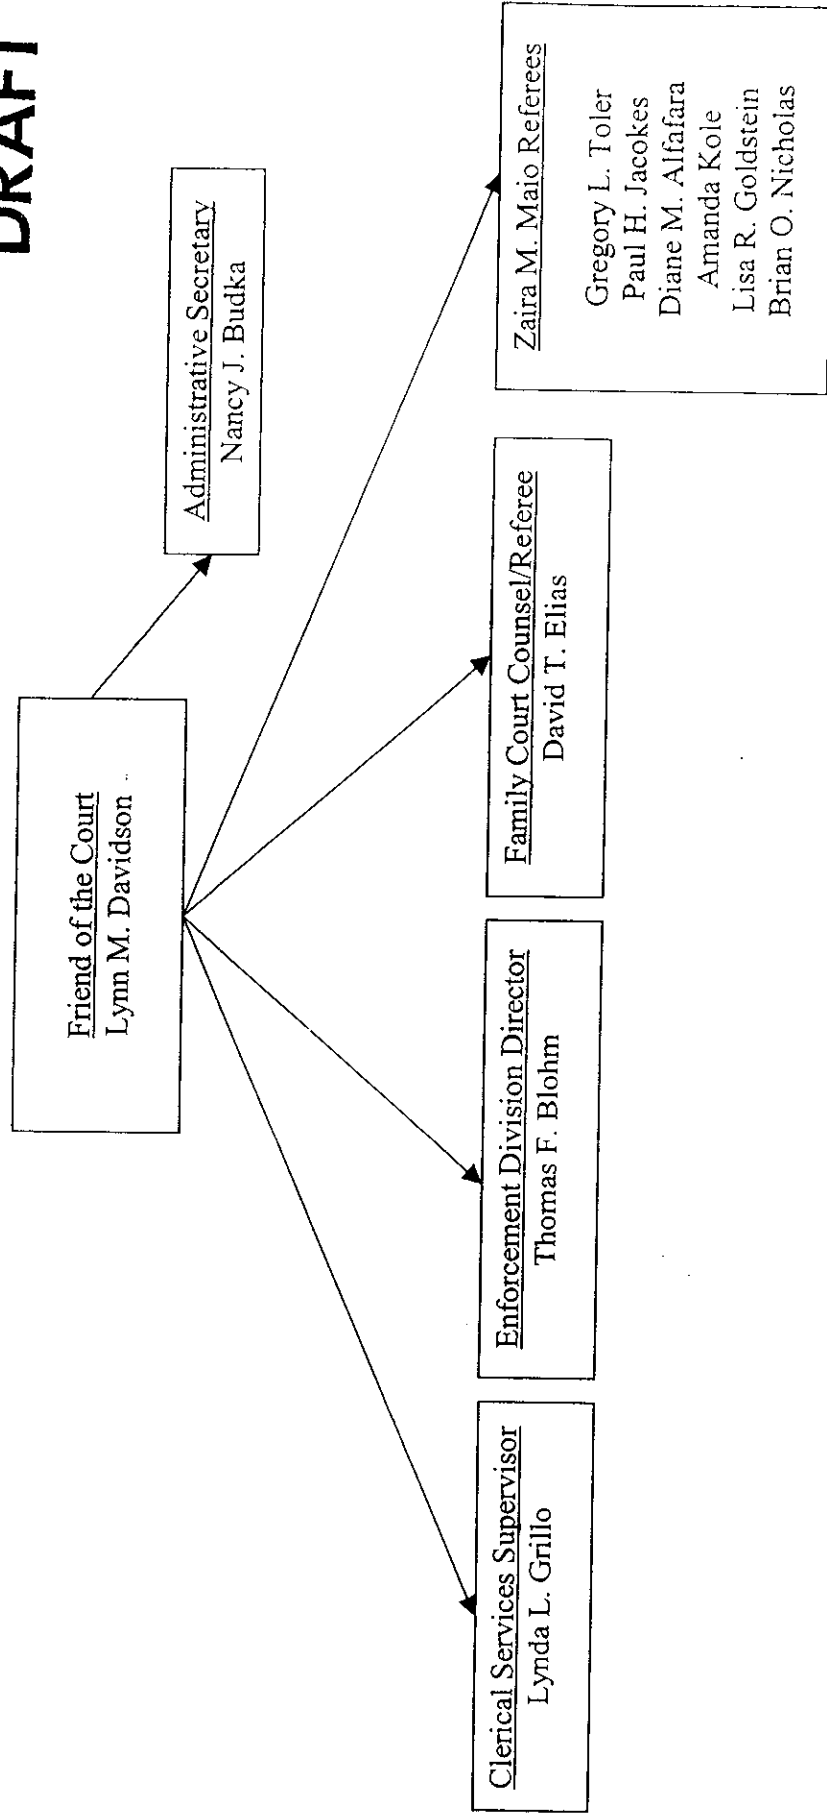 DRAFT
Friend of the Court
Lynn M. Davidson
Administrative Secretary
Nancy J. Budka
Clerical Services Supervisor
Lynda L. Grillo
Enforcement Division Director
Thomas F. Blohm
Family Court Counsel/Referee
David T. Elias
Zaira M. Maio Referees
Gregory L. Toler
Paul H. Jacokes
Diane M. Alfafara
Amanda Kole
Lisa R. Goldstein
Brian O. Nicholas